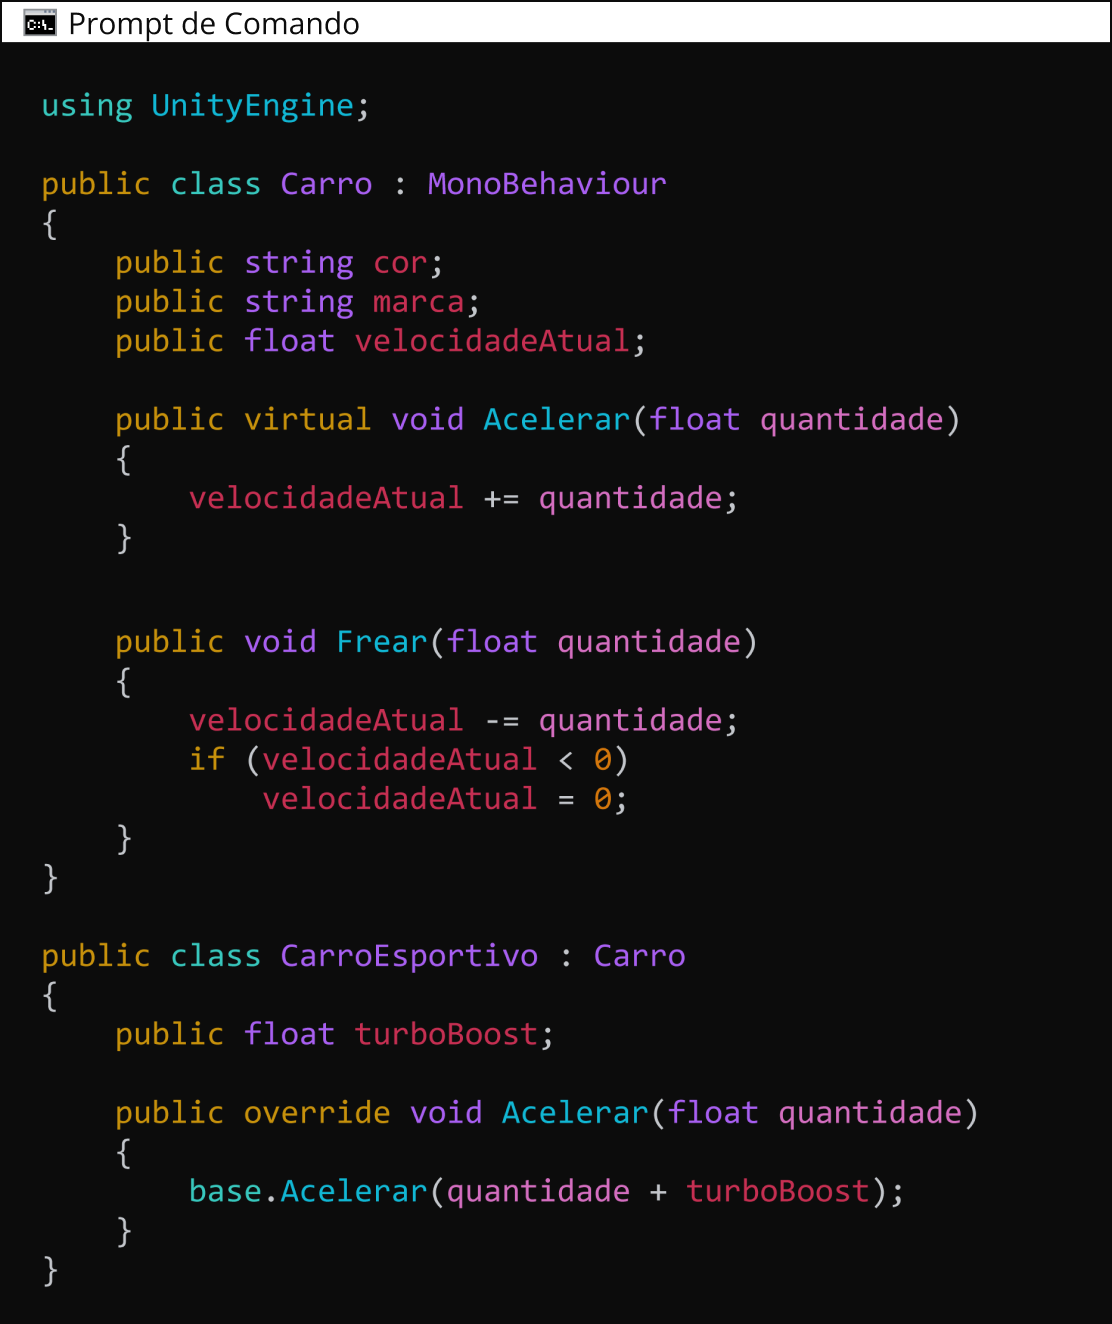 Prompt de Comando
using UnityEngine;
public class Carro : MonoBehaviour
{
    public string cor;
    public string marca;
    public float velocidadeAtual;
    public virtual void Acelerar(float quantidade)
    {
        velocidadeAtual += quantidade;
    }
    public void Frear(float quantidade)
    {
        velocidadeAtual -= quantidade;
        if (velocidadeAtual < 0)
            velocidadeAtual = 0;
    }
}
public class CarroEsportivo : Carro
{
    public float turboBoost;
    public override void Acelerar(float quantidade)
    {
        base.Acelerar(quantidade + turboBoost);
    }
}